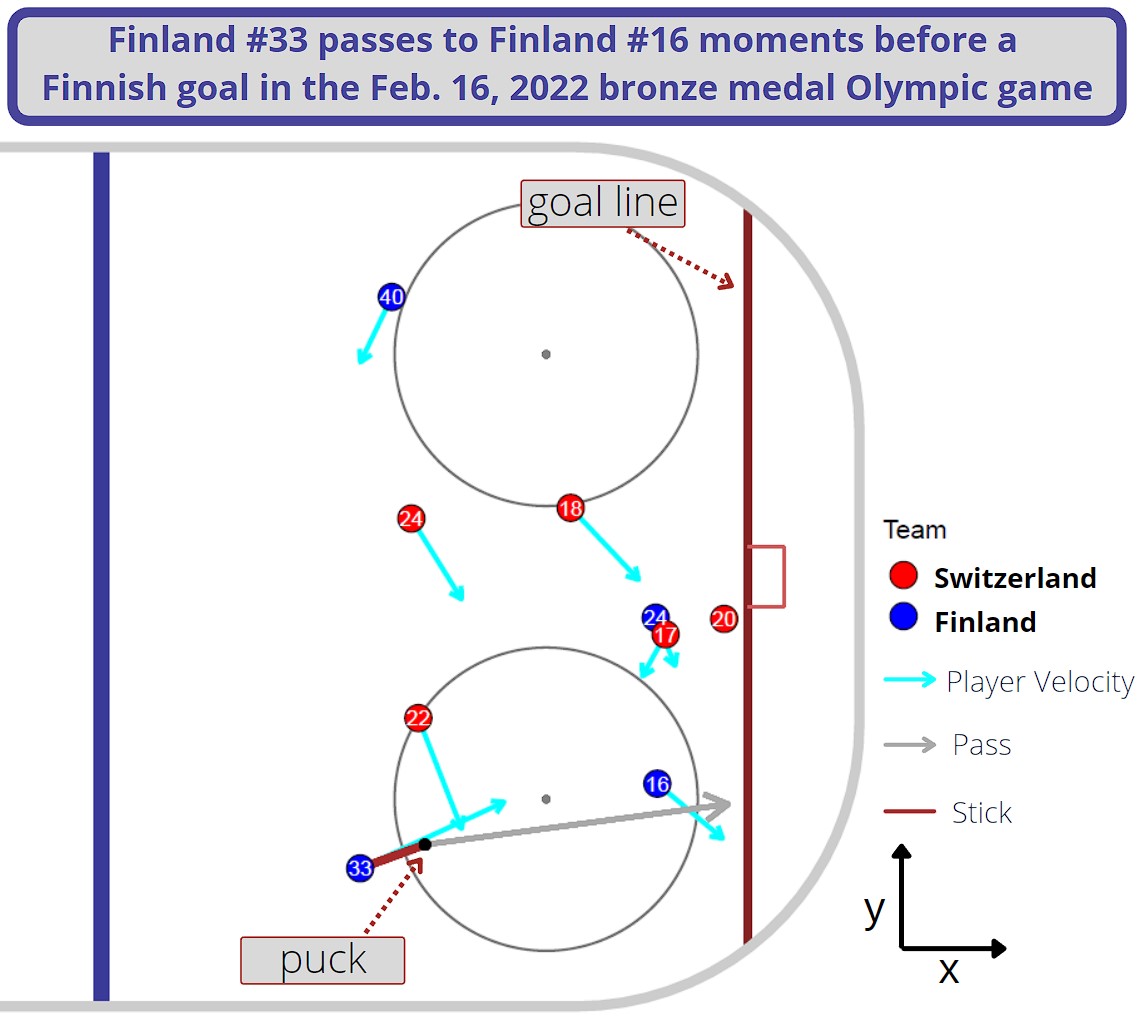 Finland #33 passes to Finland #16 moments before a
Finnish goal in the Feb. 16, 2022 bronze medal Olympic game
goal line
40
24
18
24
17
20
22
16
33
puck
Team
Switzerland
Finland
Player Velocity
Pass
Stick
y
x